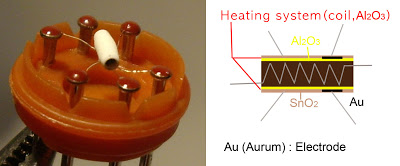 Heating system(coil,Al2O3)
Al2O3
SnO2
Au
Au (Aurum) : Electrode